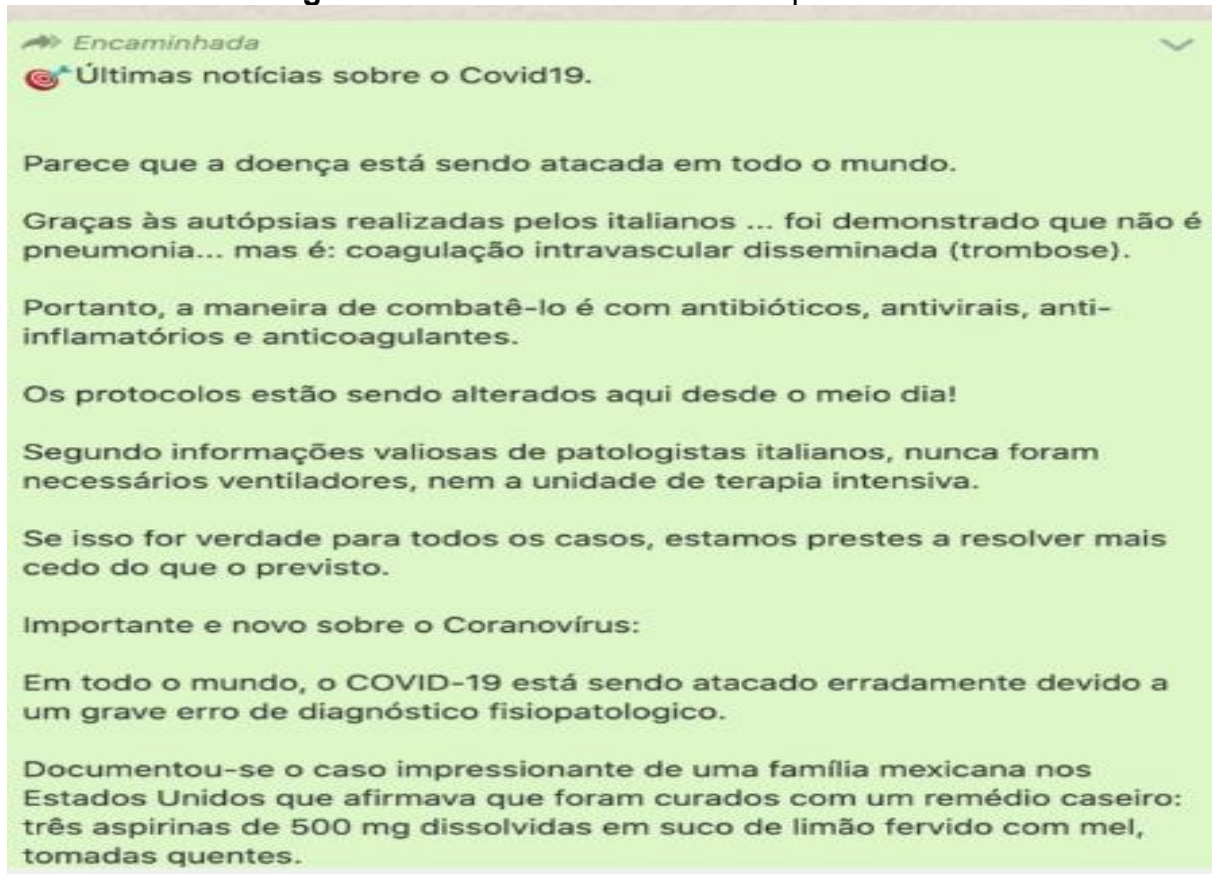 Encaminhada
Últimas notícias sobre o Covid19.
Parece que a doença está sendo atacada em todo o mundo.
Graças às autópsias realizadas pelos italianos ... foi demonstrado que não é
pneumonia... mas é: coagulação intravascular disseminada (trombose).
Portanto, a maneira de combatê-lo é com antibióticos, antivirais, anti-
inflamatórios e anticoagulantes.
Os protocolos estão sendo alterados aqui desde o meio dia!
Segundo informações valiosas de patologistas italianos, nunca foram
necessários ventiladores, nem a unidade de terapia intensiva.
Se isso for verdade para todos os casos, estamos prestes a resolver mais
cedo do que o previsto.
Importante e novo sobre o Coranovírus:
Em todo o mundo, o COVID-19 está sendo atacado erradamente devido a
um grave erro de diagnóstico fisiopatologico.
Documentou-se o caso impressionante de uma família mexicana nos
Estados Unidos que afirmava que foram curados com um remédio caseiro:
três aspirinas de 500 mg dissolvidas em suco de limão fervido com mel,
tomadas quentes.